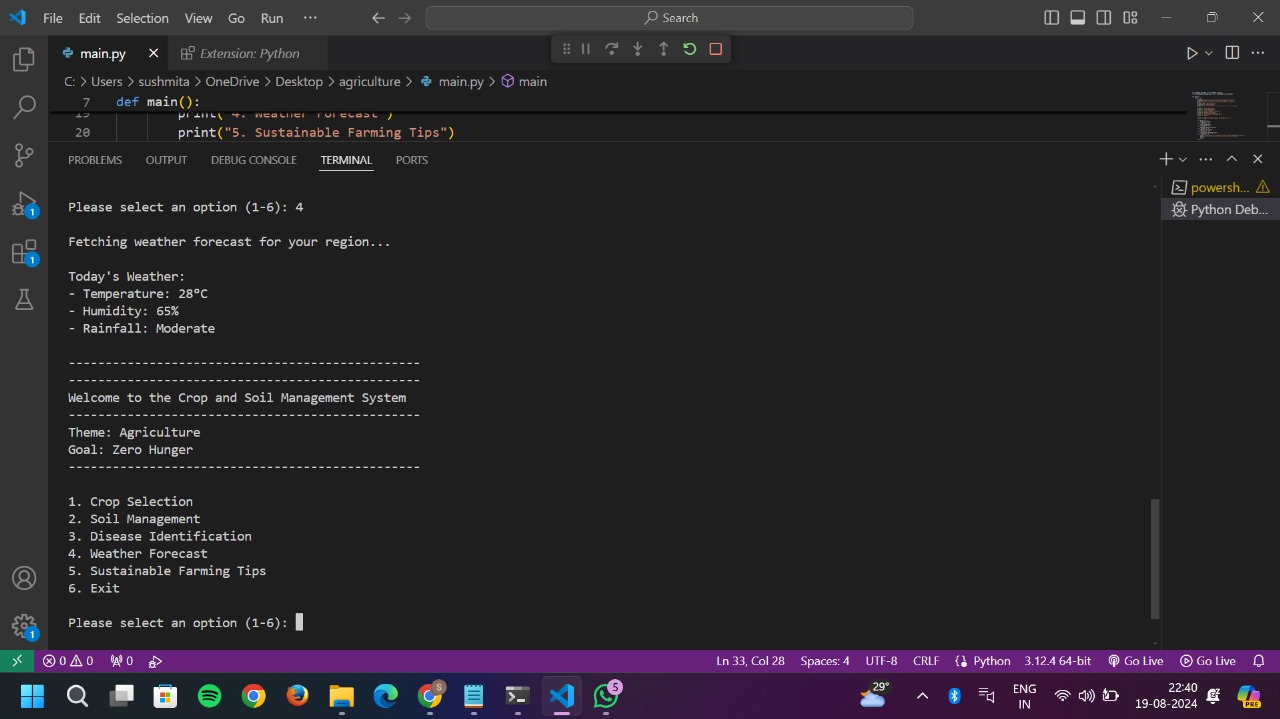 File Edit Selection View Go Run ··· Search
main.py Extension: Python
C: > Users > sushmita > OneDrive > Desktop > agriculture > main.py > main
7 def main():
19 print("4. Weather Forecast")
20 print("5. Sustainable Farming Tips")
PROBLEMS OUTPUT DEBUG CONSOLE TERMINAL PORTS
powersh...
Python Deb...
Please select an option (1-6): 4
Fetching weather forecast for your region...
Today's Weather:
- Temperature: 28°C
- Humidity: 65%
- Rainfall: Moderate
------------------------------------------------
------------------------------------------------
Welcome to the Crop and Soil Management System
------------------------------------------------
Theme: Agriculture
Goal: Zero Hunger
------------------------------------------------
1. Crop Selection
2. Soil Management
3. Disease Identification
4. Weather Forecast
5. Sustainable Farming Tips
6. Exit
Please select an option (1-6):
1
1
1
0 0 0 Ln 33, Col 28 Spaces: 4 UTF-8 CRLF Python 3.12.4 64-bit Go Live Go Live
S 5 29° ENG 22:40
IN 19-08-2024 PRE